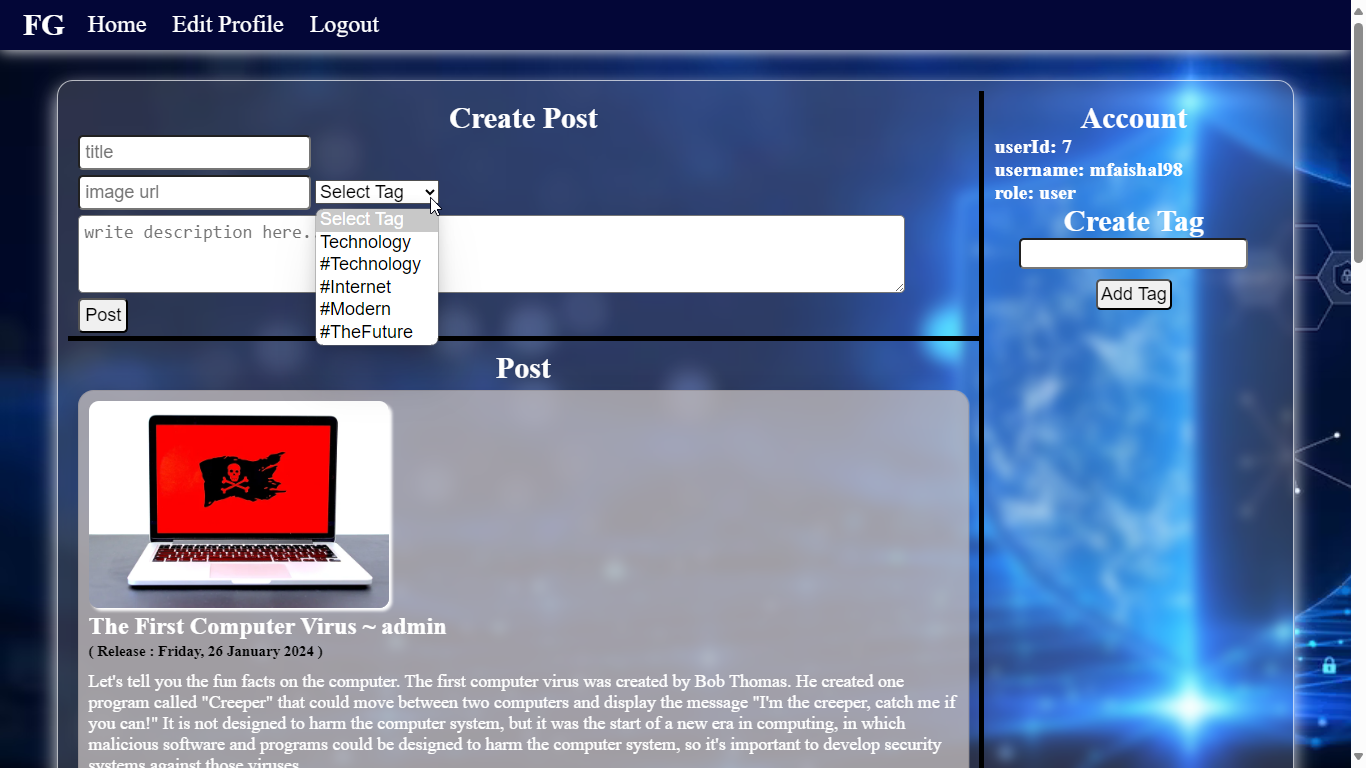 FG Home Edit Profile Logout
Create Post
title
image url
Select Tag
Select Tag
Technology
#Technology
#Internet
#Modern
#TheFuture
write description here.
Post
Account
userId: 7
username: mfaishal98
role: user
Create Tag
Add Tag
Post
The First Computer Virus ~ admin
( Release : Friday, 26 January 2024 )
Let's tell you the fun facts on the computer. The first computer virus was created by Bob Thomas. He created one
program called "Creeper" that could move between two computers and display the message "I'm the creeper, catch me if
you can!" It is not designed to harm the computer system, but it was the start of a new era in computing, in which
malicious software and programs could be designed to harm the computer system, so it's important to develop security
systems against those viruses.